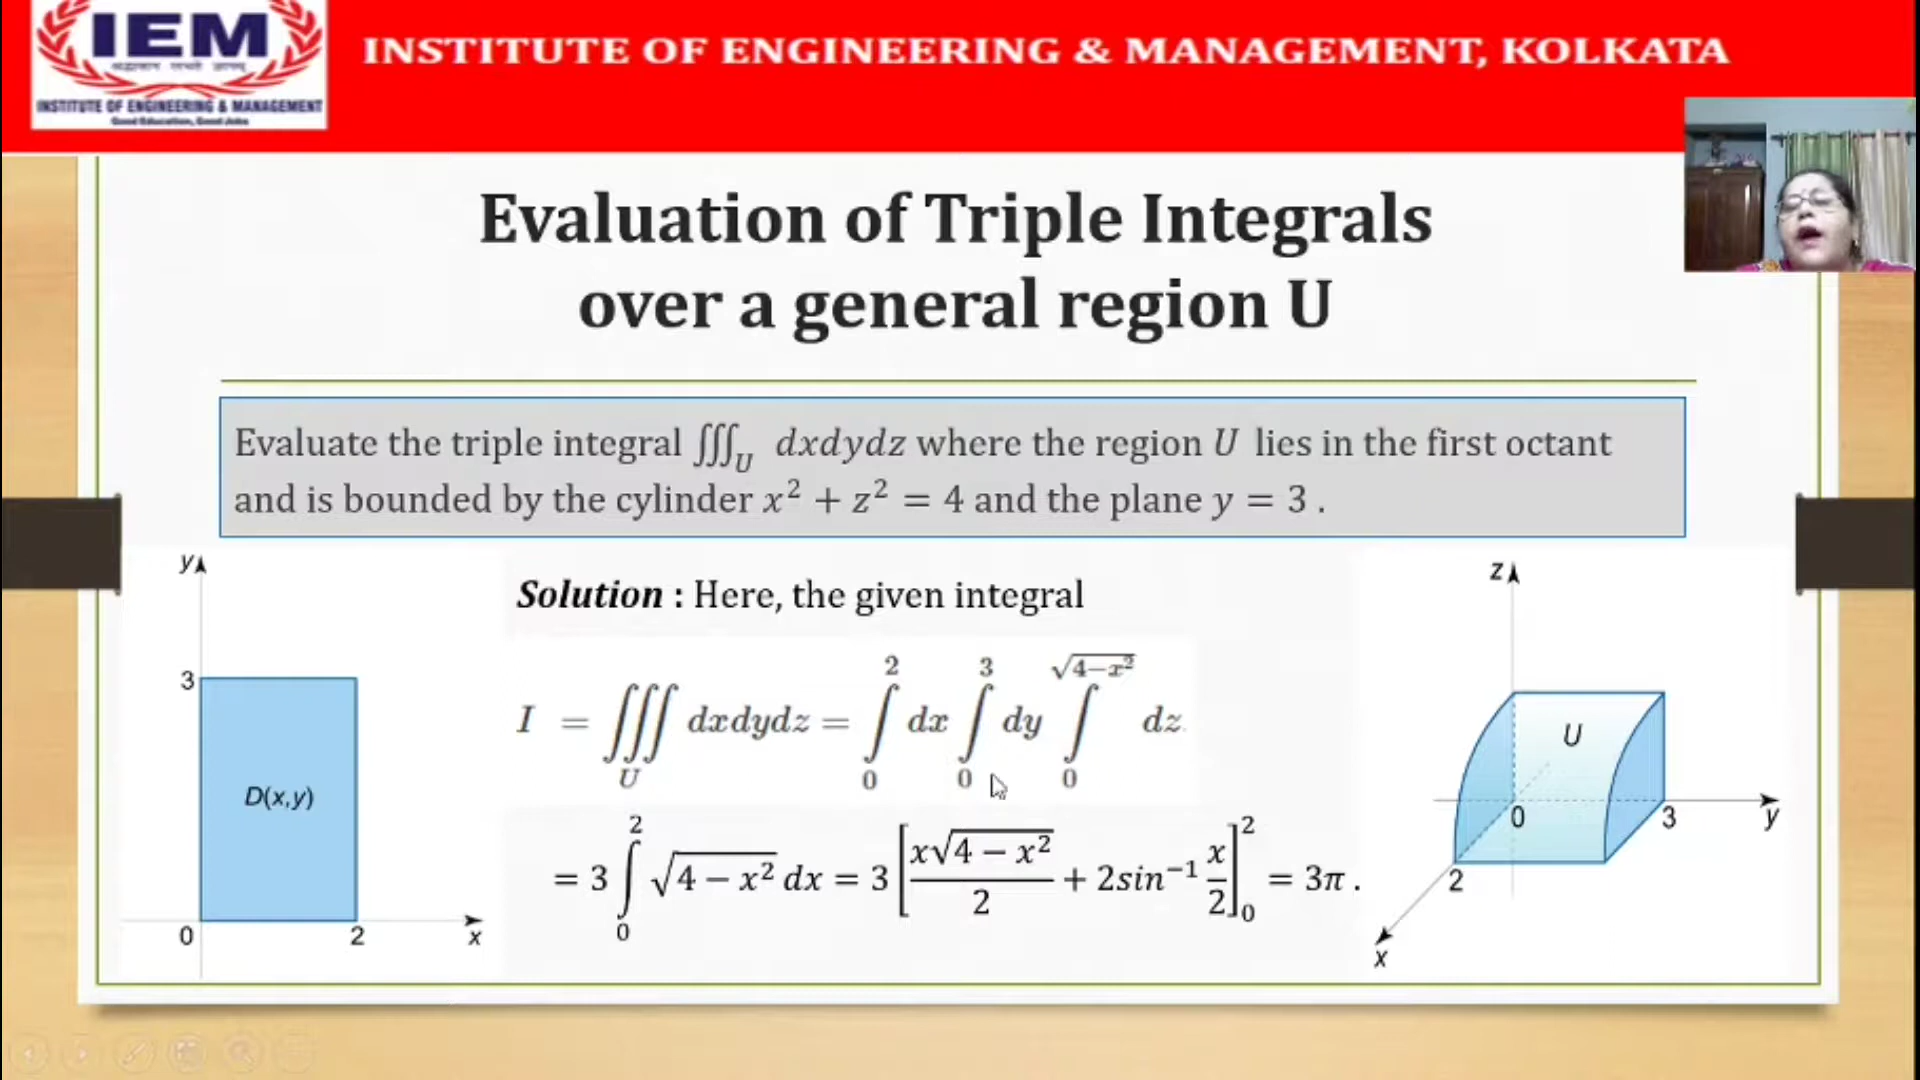 IEM
INSTITUTE OF ENGINEERING & MANAGEMENT
Good Education, Good Jobs
INSTITUTE OF ENGINEERING & MANAGEMENT, KOLKATA
Evaluation of Triple Integrals
over a general region U
Evaluate the triple integral ∭_U dxdydz where the region U lies in the first octant
and is bounded by the cylinder x² + z² = 4 and the plane y = 3 .
y
3
D(x,y)
0 2 x
Solution : Here, the given integral
I = ∭_U dxdydz = ∫_0^2 dx ∫_0^3 dy ∫_0^{√4−x²} dz
= 3 ∫_0^2 √4 − x² dx = 3 [x√4 − x²/2 + 2sin⁻¹ x/2]_0^2 = 3π .
z
U
0 3 y
2
x